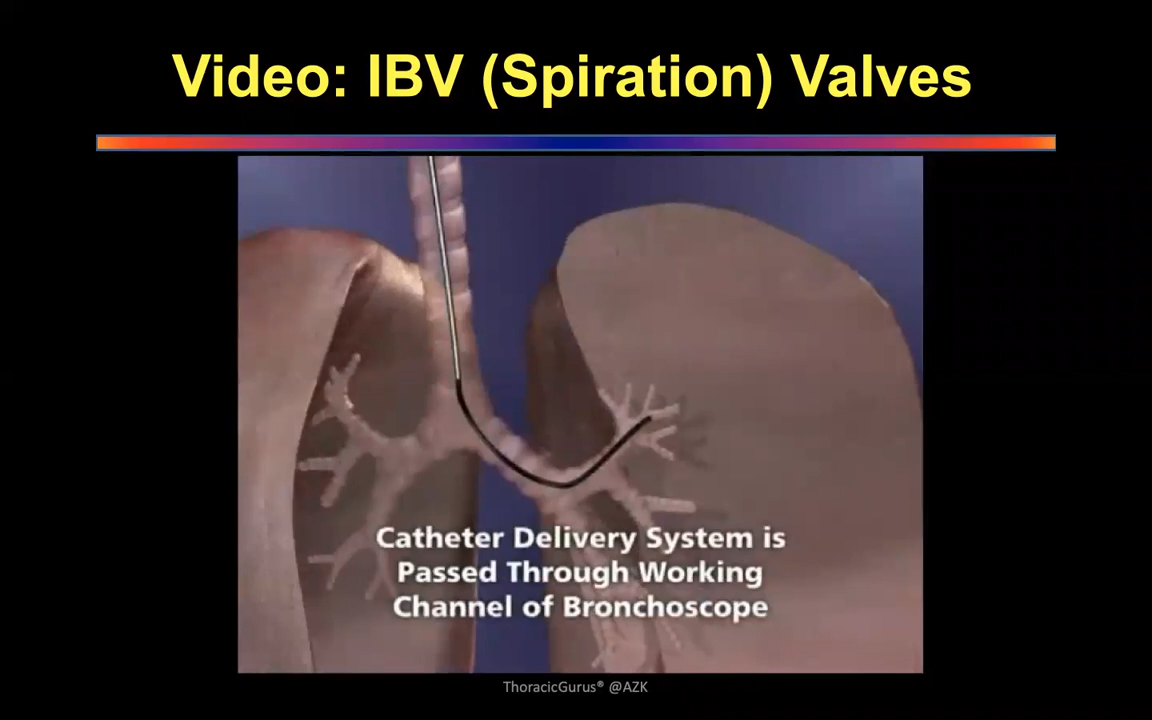 Video: IBV (Spiration) Valves
Catheter Delivery System is
Passed Through Working
Channel of Bronchoscope
ThoracicGurus® @AZK